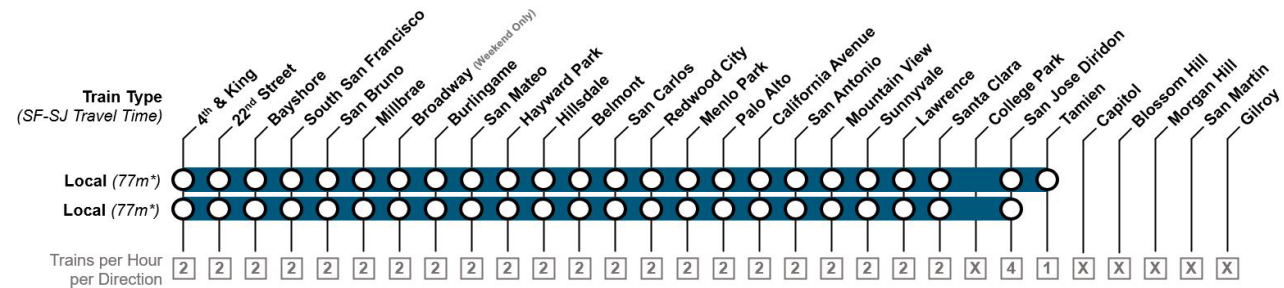 4th & King
22nd Street
Bayshore
South San Francisco
San Bruno
Millbrae
Broadway (Weekend Only)
Burlingame
San Mateo
Hayward Park
Hillsdale
Belmont
San Carlos
Redwood City
Menlo Park
Palo Alto
California Avenue
San Antonio
Mountain View
Sunnyvale
Lawrence
Santa Clara
College Park
San Jose Diridon
Tamien
Capitol
Blossom Hill
Morgan Hill
San Martin
Gilroy
Train Type
(SF-SJ Travel Time)
Local (77m*)
Local (77m*)
Trains per Hour
per Direction
2 2 2 2 2 2 2 2 2 2 2 2 2 2 2 2 2 2 2 2 2 2 X 4 1 X X X X X